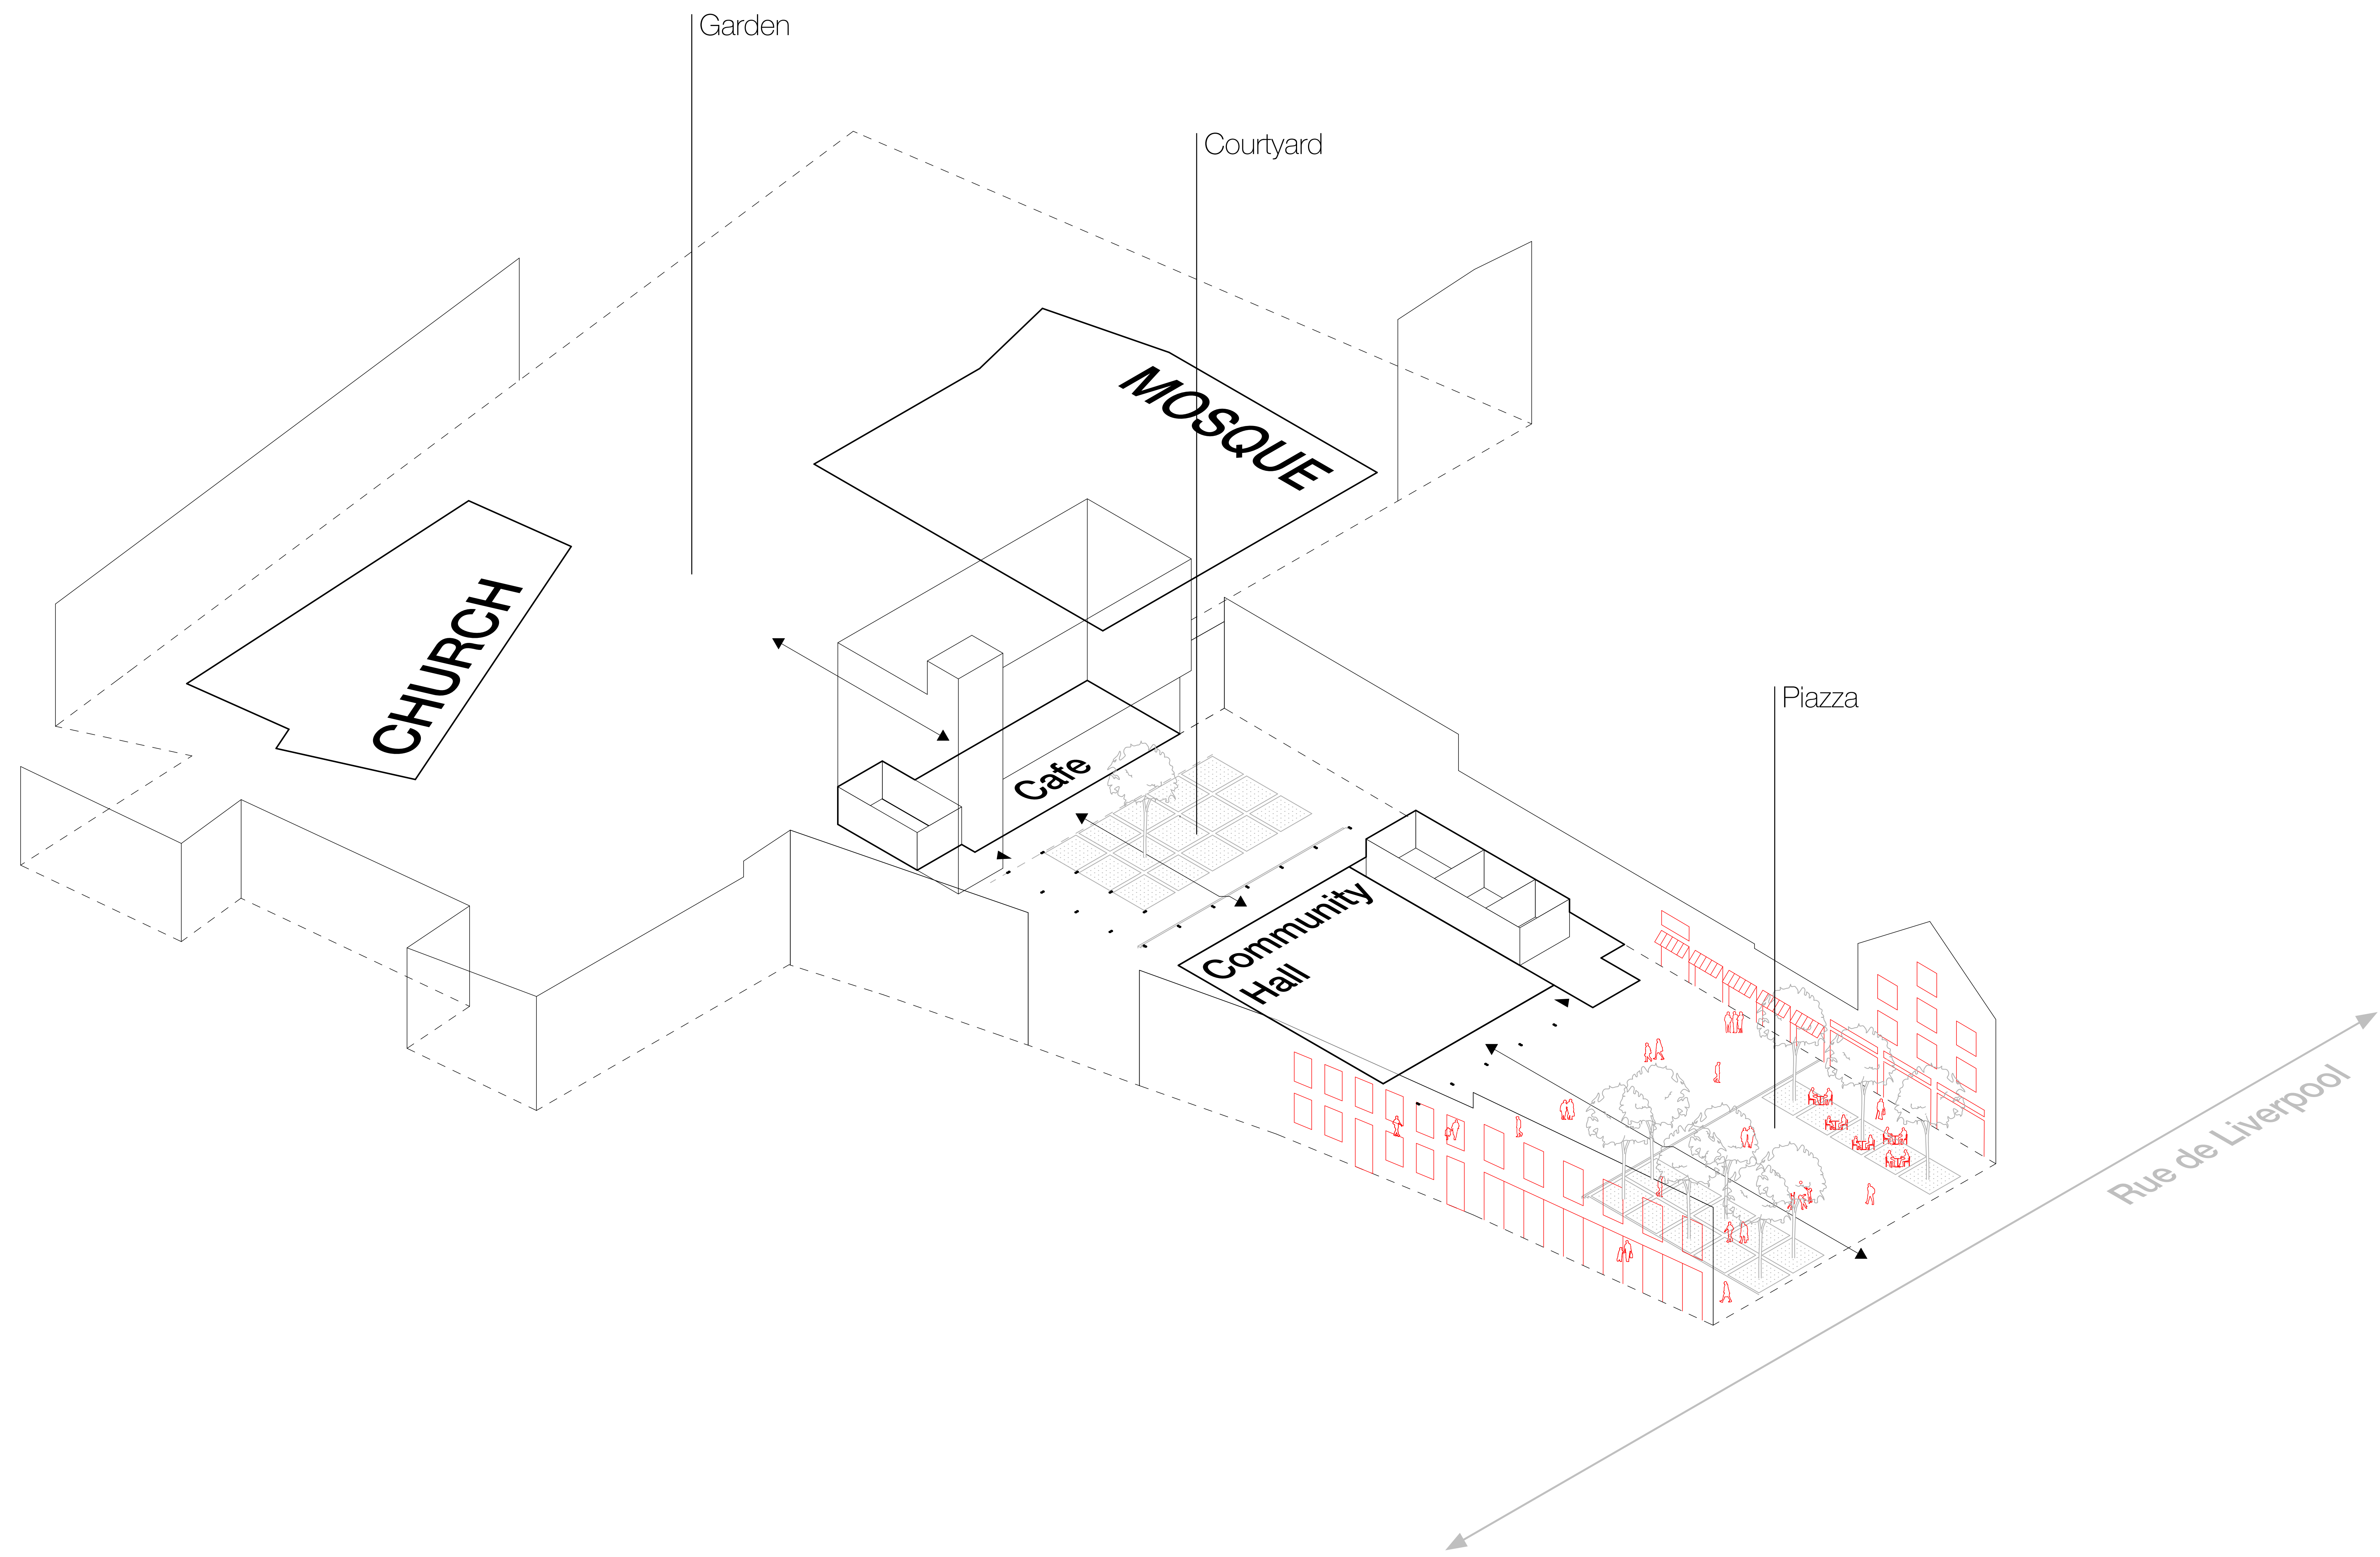 Garden
Courtyard
MOSQUE
CHURCH
Piazza
Cafe
Community
Hall
Rue de Liverpool